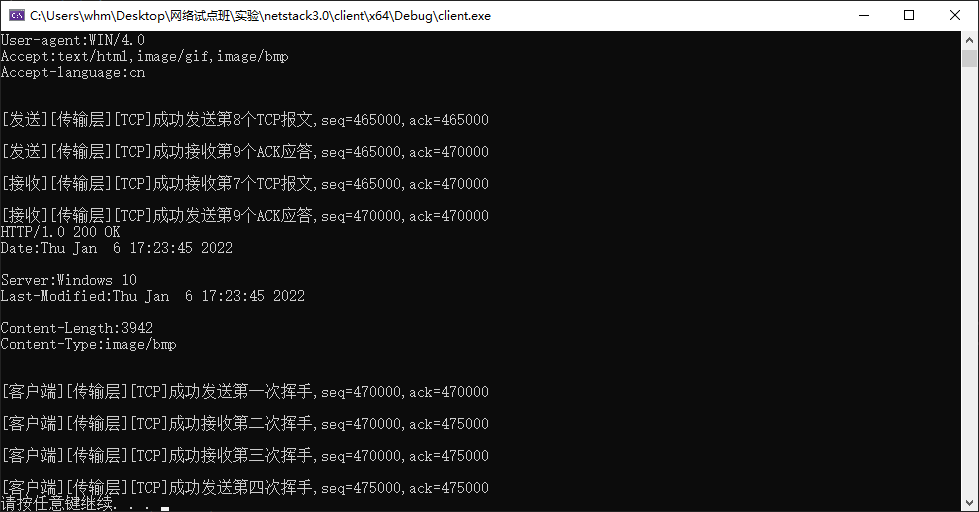 C:\Users\whm\Desktop\网络试点班\实验\netstack3.0\client\x64\Debug\client.exe
User-agent:WIN/4.0
Accept:text/html,image/gif,image/bmp
Accept-language:cn
[发送][传输层][TCP]成功发送第8个TCP报文,seq=465000,ack=465000
[发送][传输层][TCP]成功接收第9个ACK应答,seq=465000,ack=470000
[接收][传输层][TCP]成功接收第7个TCP报文,seq=465000,ack=470000
[接收][传输层][TCP]成功发送第9个ACK应答,seq=470000,ack=470000
HTTP/1.0 200 OK
Date:Thu Jan  6 17:23:45 2022
Server:Windows 10
Last-Modified:Thu Jan  6 17:23:45 2022
Content-Length:3942
Content-Type:image/bmp
[客户端][传输层][TCP]成功发送第一次挥手,seq=470000,ack=470000
[客户端][传输层][TCP]成功接收第二次挥手,seq=470000,ack=475000
[客户端][传输层][TCP]成功接收第三次挥手,seq=470000,ack=475000
[客户端][传输层][TCP]成功发送第四次挥手,seq=475000,ack=475000
请按任意键继续. . .